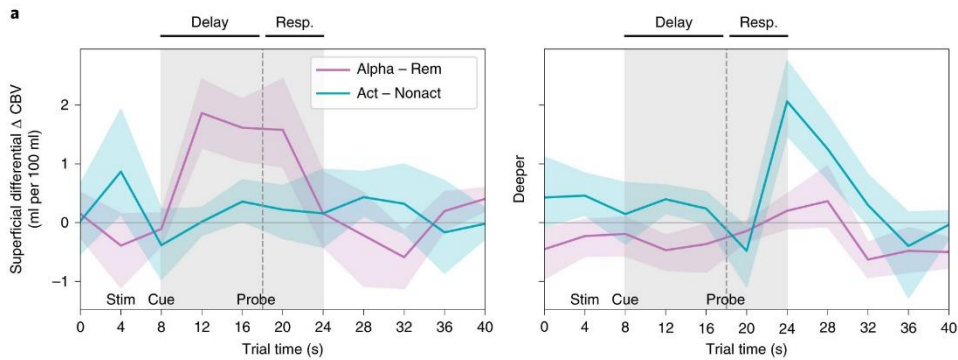 a
Delay Resp.
Superficial differential Δ CBV
(ml per 100 ml)
2
1
0
−1
Alpha – Rem
Act – Nonact
Stim Cue Probe
0 4 8 12 16 20 24 28 32 36 40
Trial time (s)
Delay Resp.
Deeper
Stim Cue Probe
0 4 8 12 16 20 24 28 32 36 40
Trial time (s)